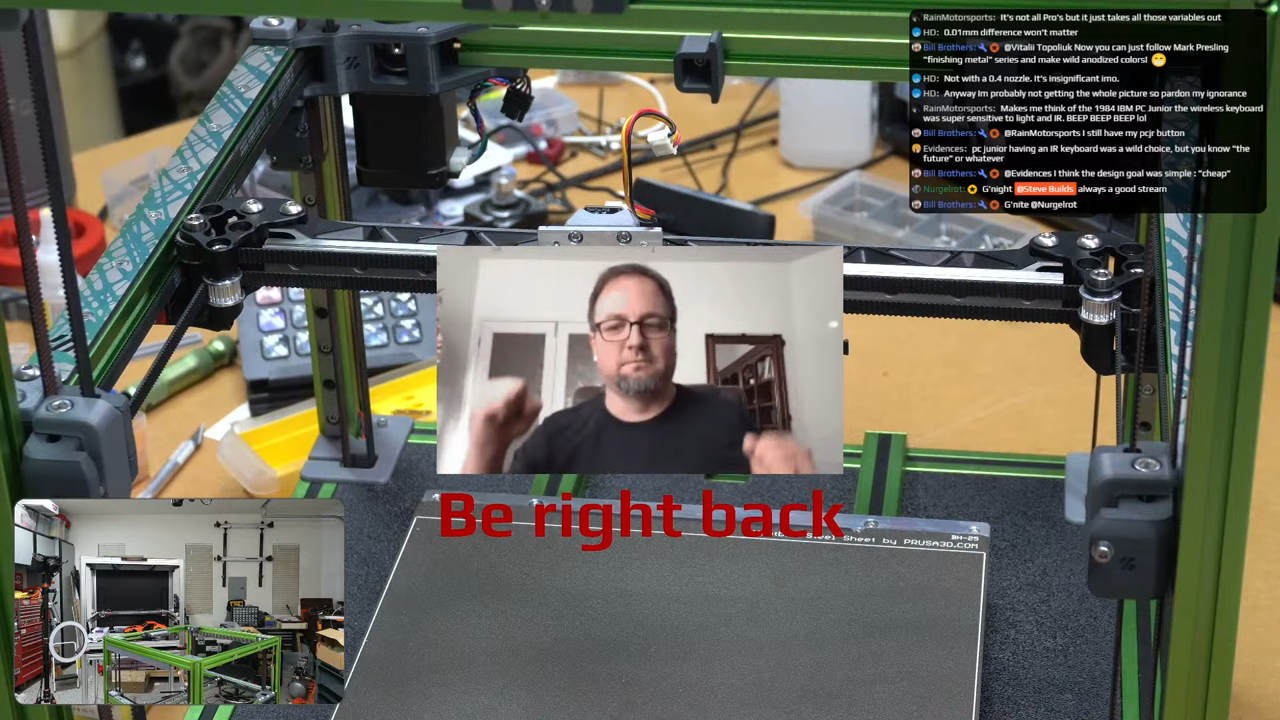 RainMotorsports: It's not all Pro's but it just takes all those variables out
HD: 0.01mm difference won't matter
Bill Brothers: @Vitalii Topoliuk Now you can just follow Mark Presling
"finishing metal" series and make wild anodized colors!
HD: Not with a 0.4 nozzle. It's insignificant imo.
HD: Anyway Im probably not getting the whole picture so pardon my ignorance
RainMotorsports: Makes me think of the 1984 IBM PC Junior the wireless keyboard
was super sensitive to light and IR. BEEP BEEP BEEP lol
Bill Brothers: @RainMotorsports I still have my pcjr button
Evidences: pc junior having an IR keyboard was a wild choice, but you know "the
future" or whatever
Bill Brothers: @Evidences I think the design goal was simple : "cheap"
Nurgelrot: G'night @Steve Builds always a good stream
Bill Brothers: G'nite @Nurgelrot
Be right back
Steel Sheet by PRUSA3D.COM